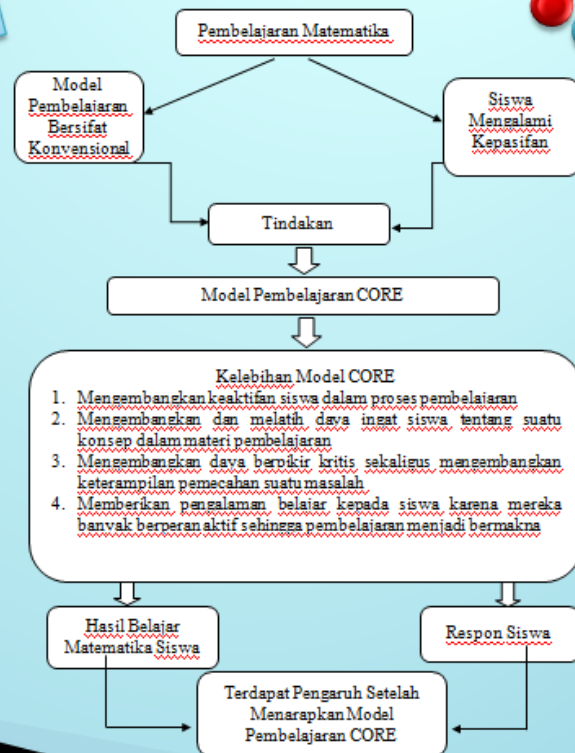 Pembelajaran Matematika
Model
Pembelajaran
Bersifat
Konvensional
Siswa
Mengalami
Kepasifan
Tindakan
Model Pembelajaran CORE
Kelebihan Model CORE
1. Mengembangkan keaktifan siswa dalam proses pembelajaran
2. Mengembangkan dan melatih daya ingat siswa tentang suatu
konsep dalam materi pembelajaran
3. Mengembangkan daya berpikir kritis sekaligus mengembangkan
keterampilan pemecahan suatu masalah
4. Memberikan pengalaman belajar kepada siswa karena mereka
banyak berperan aktif sehingga pembelajaran menjadi bermakna
Hasil Belajar
Matematika Siswa
Respon Siswa
Terdapat Pengaruh Setelah
Menarapkan Model
Pembelajaran CORE